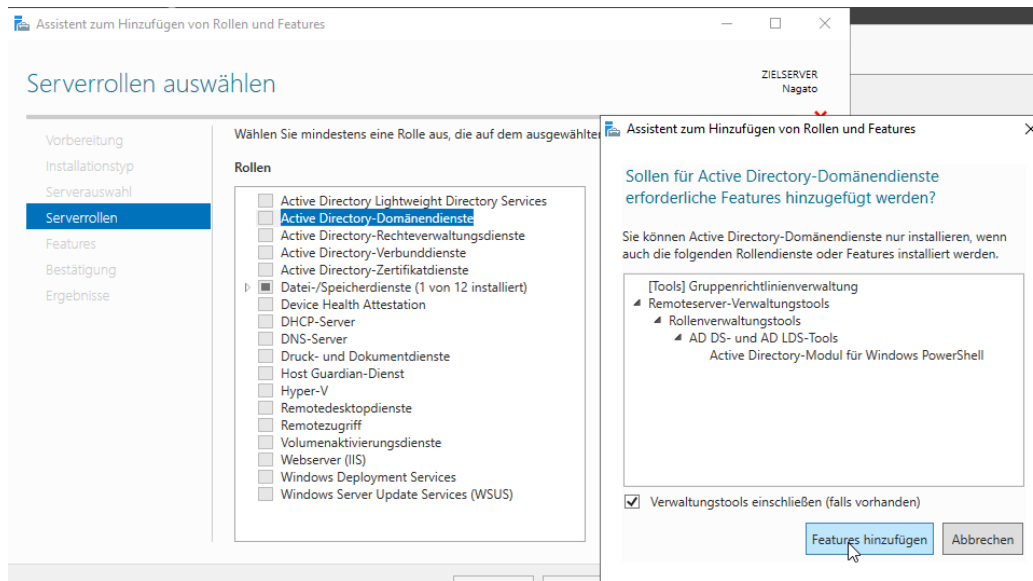 Assistent zum Hinzufügen von Rollen und Features
Serverrollen auswählen
ZIELSERVER
Nagato
Vorbereitung
Installationstyp
Serverauswahl
Serverrollen
Features
Bestätigung
Ergebnisse
Wählen Sie mindestens eine Rolle aus, die auf dem ausgewählten
Rollen
Active Directory Lightweight Directory Services
Active Directory-Domänendienste
Active Directory-Rechteverwaltungsdienste
Active Directory-Verbunddienste
Active Directory-Zertifikatdienste
Datei-/Speicherdienste (1 von 12 installiert)
Device Health Attestation
DHCP-Server
DNS-Server
Druck- und Dokumentdienste
Host Guardian-Dienst
Hyper-V
Remotedesktopdienste
Remotezugriff
Volumenaktivierungsdienste
Webserver (IIS)
Windows Deployment Services
Windows Server Update Services (WSUS)
Assistent zum Hinzufügen von Rollen und Features
Sollen für Active Directory-Domänendienste
erforderliche Features hinzugefügt werden?
Sie können Active Directory-Domänendienste nur installieren, wenn
auch die folgenden Rollendienste oder Features installiert werden.
[Tools] Gruppenrichtlinienverwaltung
Remoteserver-Verwaltungstools
Rollenverwaltungstools
AD DS- und AD LDS-Tools
Active Directory-Modul für Windows PowerShell
Verwaltungstools einschließen (falls vorhanden)
Features hinzufügen
Abbrechen